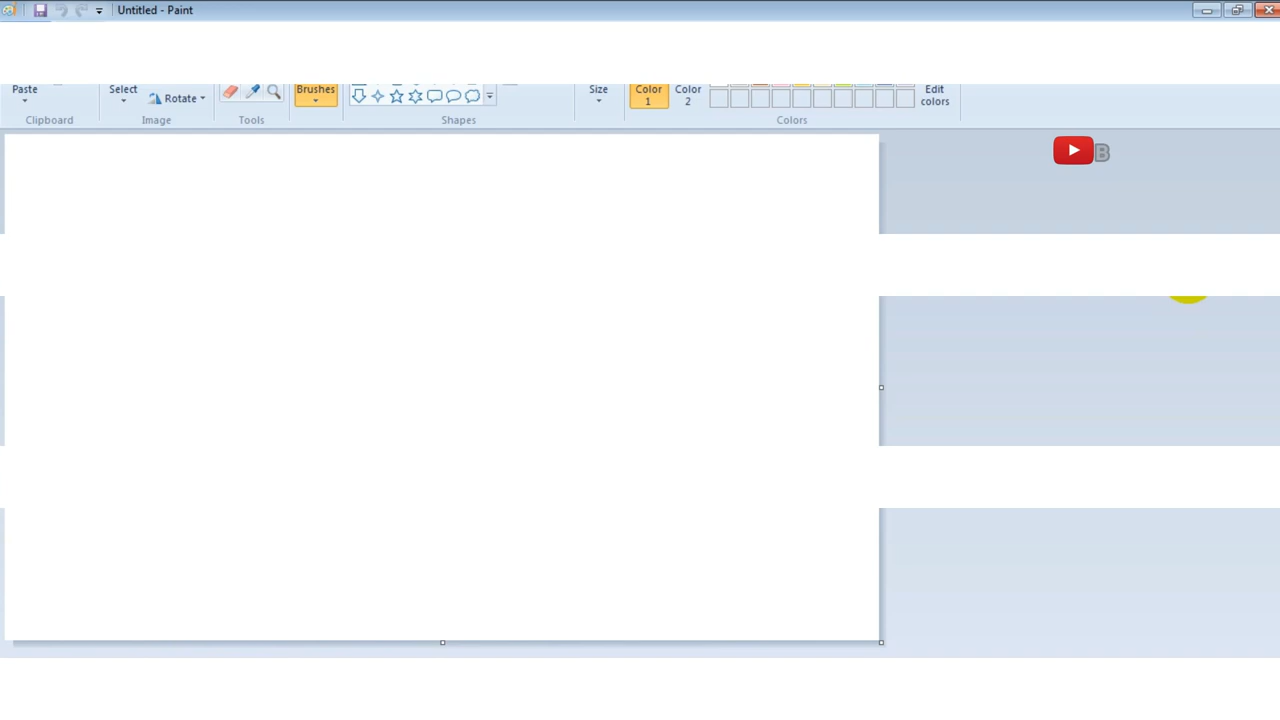 Untitled - Paint
Paste
Select
Rotate
Brushes
Size
Color 1
Color 2
Edit colors
Clipboard
Image
Tools
Shapes
Colors
B